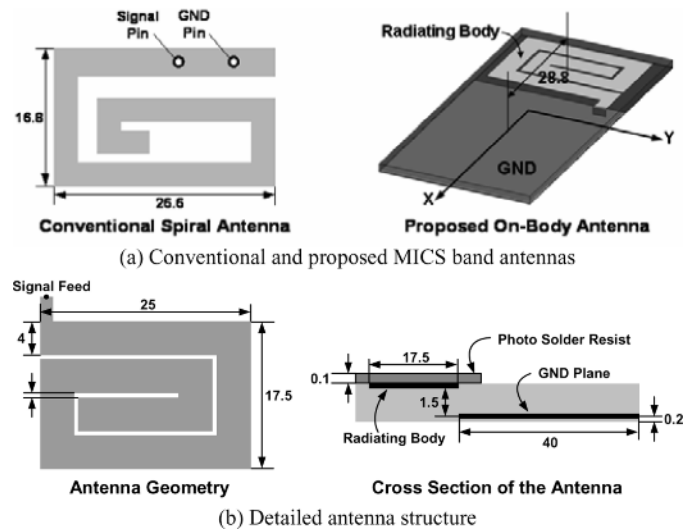 Signal Pin
GND Pin
16.8
26.6
Conventional Spiral Antenna
Radiating Body
28.8
Y
X
GND
Proposed On-Body Antenna
(a) Conventional and proposed MICS band antennas
Signal Feed
25
4
17.5
Antenna Geometry
17.5
Photo Solder Resist
0.1
GND Plane
1.5
Radiating Body
0.2
40
Cross Section of the Antenna
(b) Detailed antenna structure